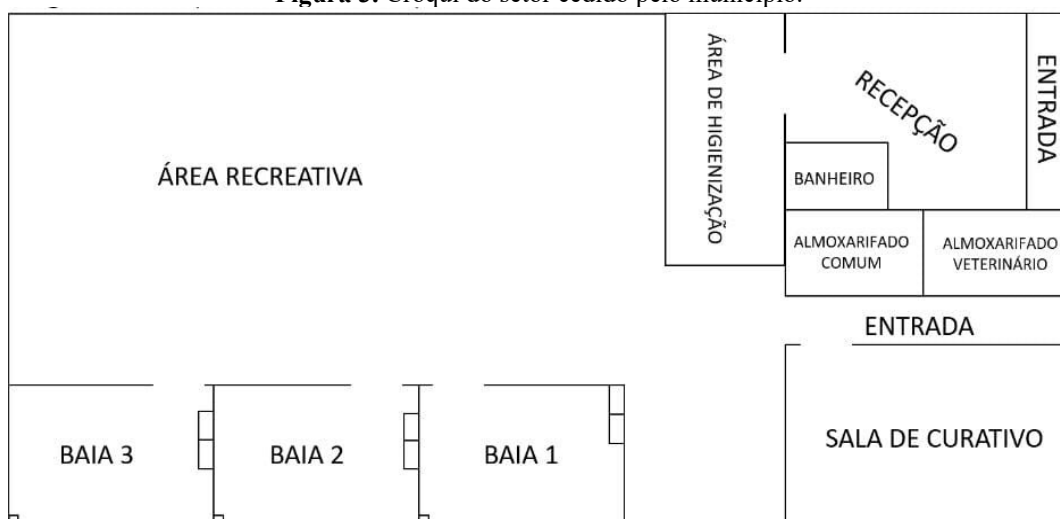 Figura 3. Croqui do setor cedido pelo município.
ÁREA DE HIGIENIZAÇÃO
RECEPÇÃO
ENTRADA
ÁREA RECREATIVA
BANHEIRO
ALMOXARIFADO
COMUM
ALMOXARIFADO
VETERINÁRIO
ENTRADA
BAIA 3
BAIA 2
BAIA 1
SALA DE CURATIVO